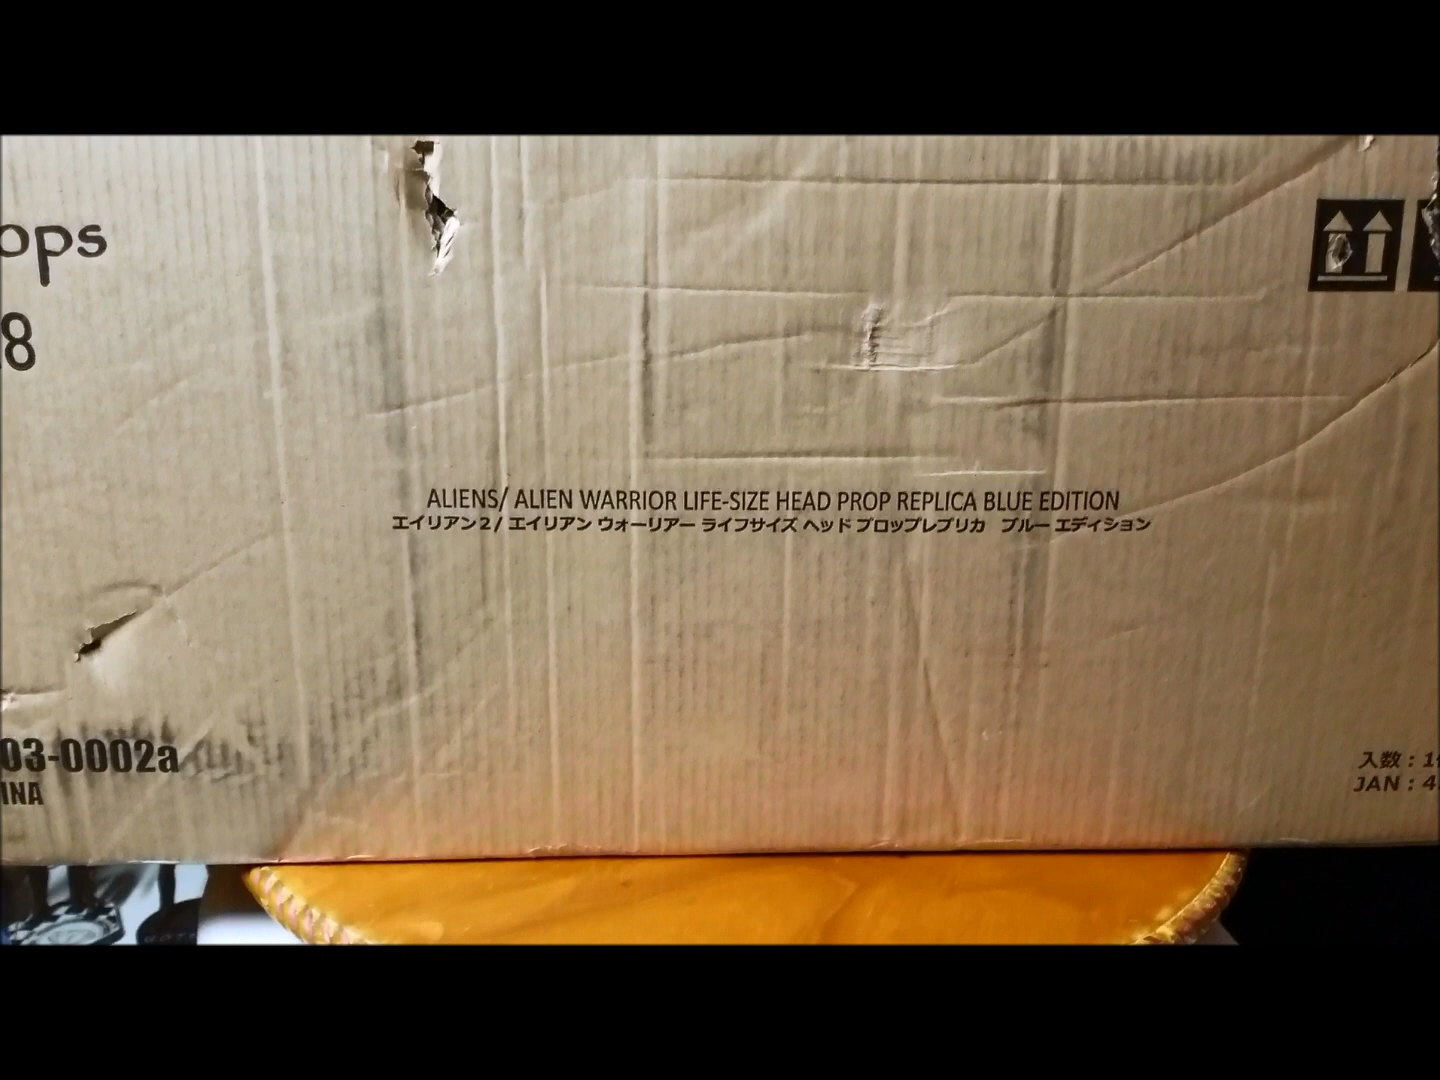 ops
8
ALIENS/ ALIEN WARRIOR LIFE-SIZE HEAD PROP REPLICA BLUE EDITION
エイリアン2/ エイリアン ウォーリアー ライフサイズ ヘッド プロップレプリカ ブルー エディション
03-0002a
INA
入数：1
JAN：4